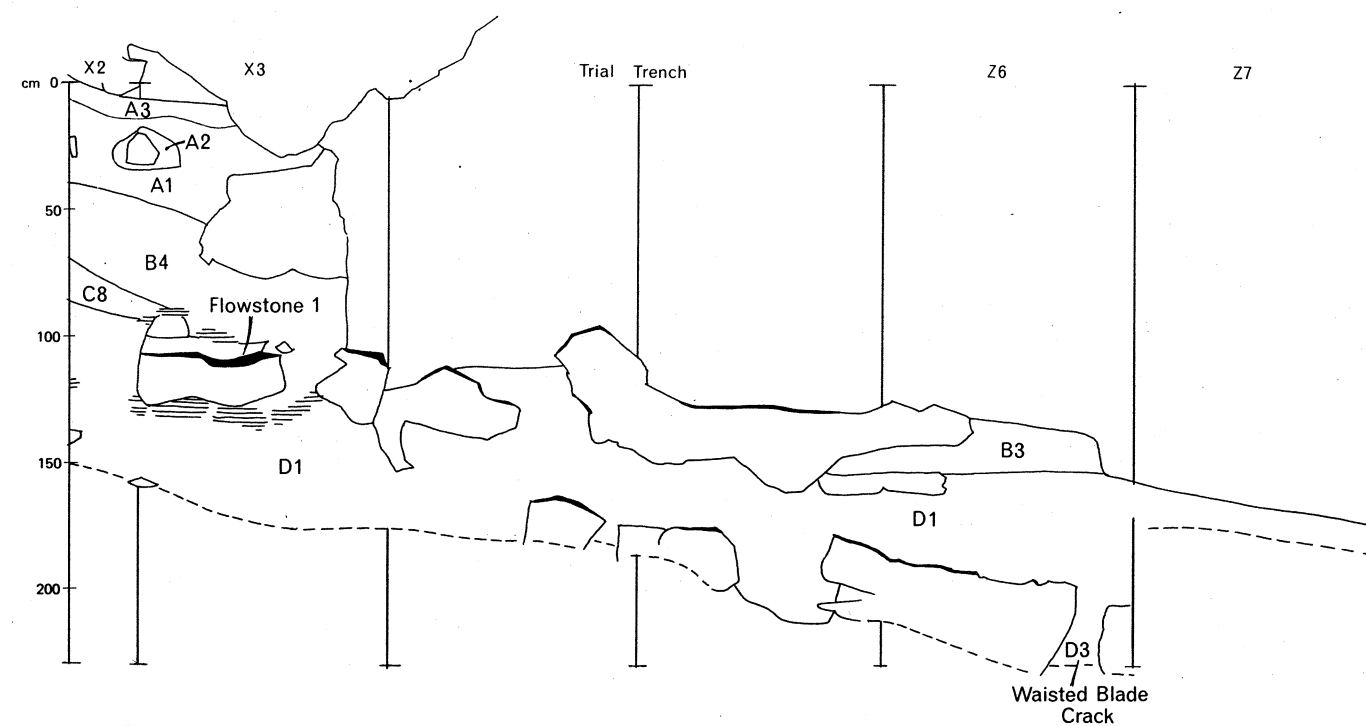 X2
X3
Trial Trench
Z6
Z7
cm 0
A3
A2
A1
50
B4
C8
Flowstone 1
100
B3
150
D1
D1
200
D3
Waisted Blade
Crack